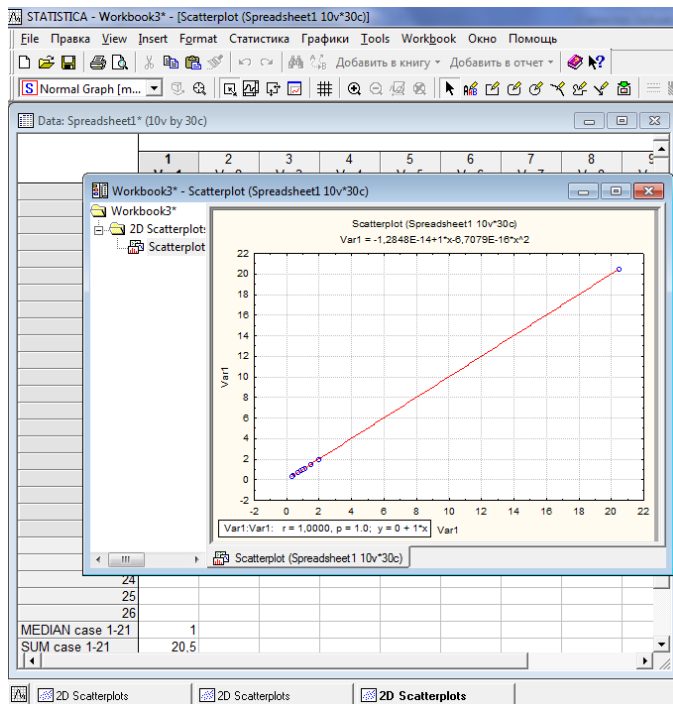 STATISTICA - Workbook3* - [Scatterplot (Spreadsheet1 10v*30c)]
File Правка View Insert Format Статистика Графики Tools Workbook Окно Помощь
Добавить в книгу Добавить в отчет
Normal Graph [m...
Data: Spreadsheet1* (10v by 30c)
1 2 3 4 5 6 7 8 9
Workbook3* - Scatterplot (Spreadsheet1 10v*30c)
Workbook3*
2D Scatterplots
Scatterplot
Scatterplot (Spreadsheet1 10v*30c)
Var1 = -1,2848E-14+1*x-6,7079E-16*x^2
22
20
18
16
14
12
10
8
6
4
2
0
-2
Var1
-2 0 2 4 6 8 10 12 14 16 18 20 22
Var1:Var1: r = 1,0000, p = 1.0; y = 0 + 1*x
Var1
Scatterplot (Spreadsheet1 10v*30c)
24
25
26
MEDIAN case 1-21 1
SUM case 1-21 20,5
2D Scatterplots 2D Scatterplots 2D Scatterplots